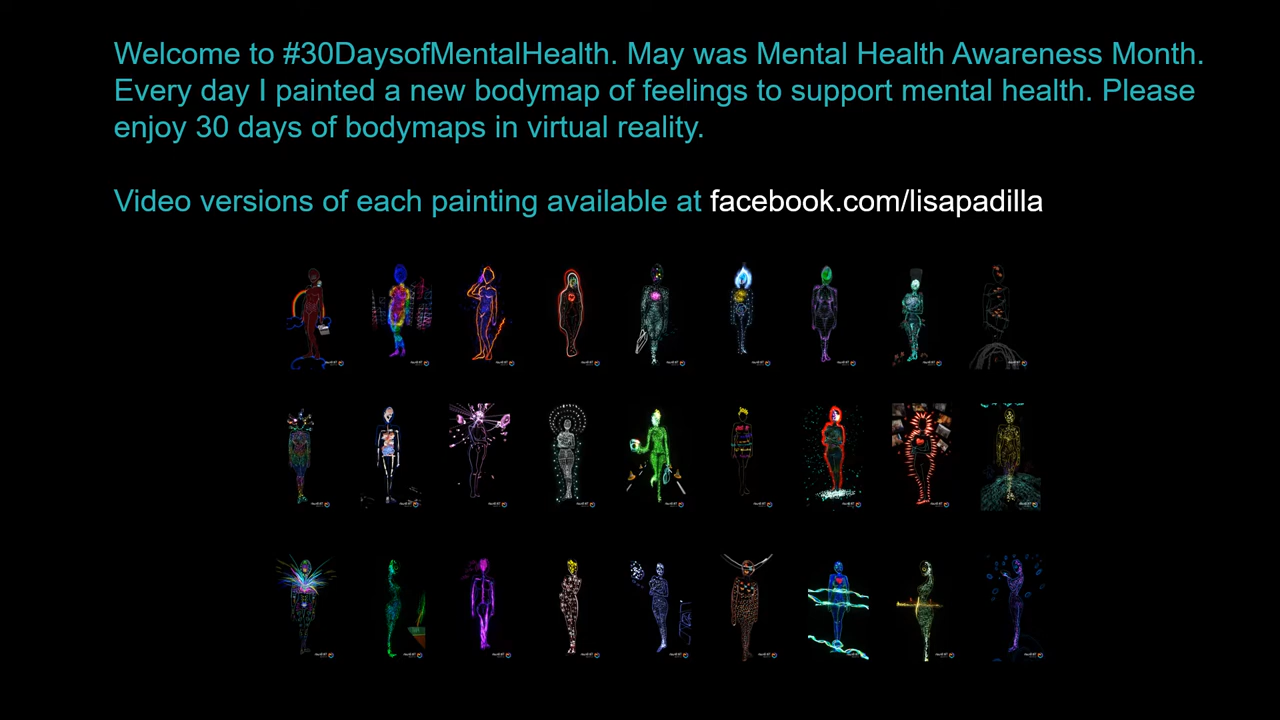 Welcome to #30DaysofMentalHealth. May was Mental Health Awareness Month.
Every day I painted a new bodymap of feelings to support mental health. Please
enjoy 30 days of bodymaps in virtual reality.
Video versions of each painting available at facebook.com/lisapadilla